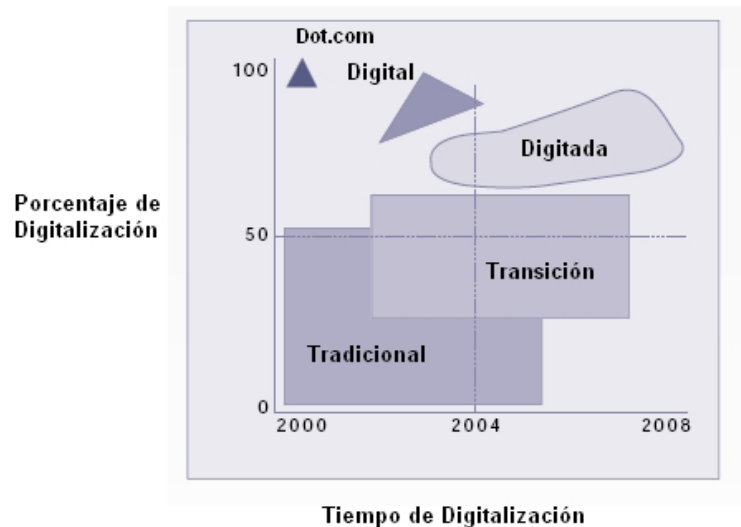 Dot.com
100
Digital
Digitada
Porcentaje de
Digitalización
50
Transición
Tradicional
0
2000 2004 2008
Tiempo de Digitalización